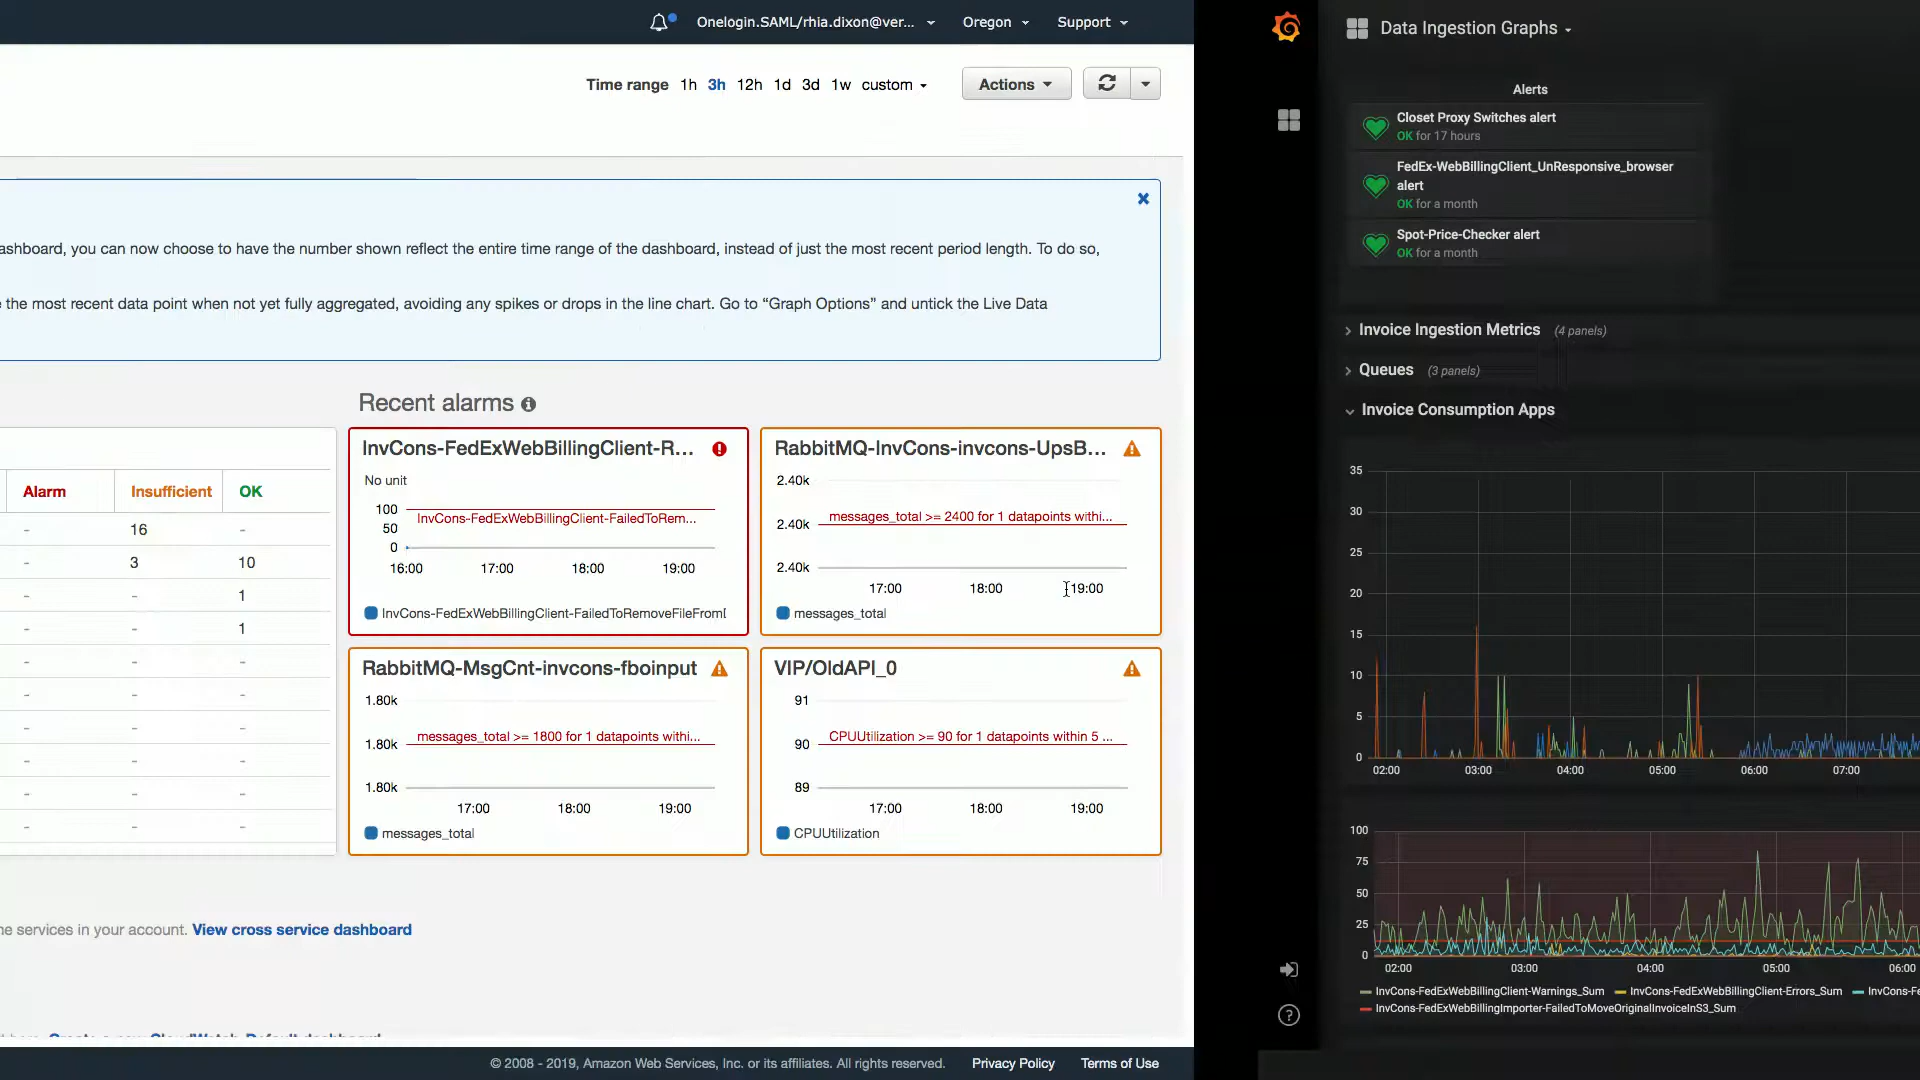 Onelogin.SAML/rhia.dixon@ver...
Oregon
Support
Time range 1h 3h 12h 1d 3d 1w custom
Actions
ashboard, you can now choose to have the number shown reflect the entire time range of the dashboard, instead of just the most recent period length. To do so,
the most recent data point when not yet fully aggregated, avoiding any spikes or drops in the line chart. Go to “Graph Options” and untick the Live Data
Recent alarms
Alarm Insufficient OK
- 16 -
- 3 10
- - 1
- - 1
- - -
- - -
- - -
- - -
- - -
- - -
InvCons-FedExWebBillingClient-R...
No unit
100
50
0
InvCons-FedExWebBillingClient-FailedToRem...
16:00 17:00 18:00 19:00
InvCons-FedExWebBillingClient-FailedToRemoveFileFrom
RabbitMQ-InvCons-invcons-UpsB...
2.40k
2.40k
2.40k
messages_total >= 2400 for 1 datapoints withi...
17:00 18:00 19:00
messages_total
RabbitMQ-MsgCnt-invcons-fboinput
1.80k
1.80k
1.80k
messages_total >= 1800 for 1 datapoints withi...
17:00 18:00 19:00
messages_total
VIP/OldAPI_0
91
90
89
CPUUtilization >= 90 for 1 datapoints within 5 ...
17:00 18:00 19:00
CPUUtilization
he services in your account. View cross service dashboard
© 2008 - 2019, Amazon Web Services, Inc. or its affiliates. All rights reserved. Privacy Policy Terms of Use
Data Ingestion Graphs
Alerts
Closet Proxy Switches alert
OK for 17 hours
FedEx-WebBillingClient_UnResponsive_browser
alert
OK for a month
Spot-Price-Checker alert
OK for a month
Invoice Ingestion Metrics (4 panels)
Queues (3 panels)
Invoice Consumption Apps
35
30
25
20
15
10
5
0
02:00 03:00 04:00 05:00 06:00 07:00
100
75
50
25
0
02:00 03:00 04:00 05:00 06:00
InvCons-FedExWebBillingClient-Warnings_Sum InvCons-FedExWebBillingClient-Errors_Sum InvCons-Fe
InvCons-FedExWebBillingImporter-FailedToMoveOriginalInvoiceInS3_Sum